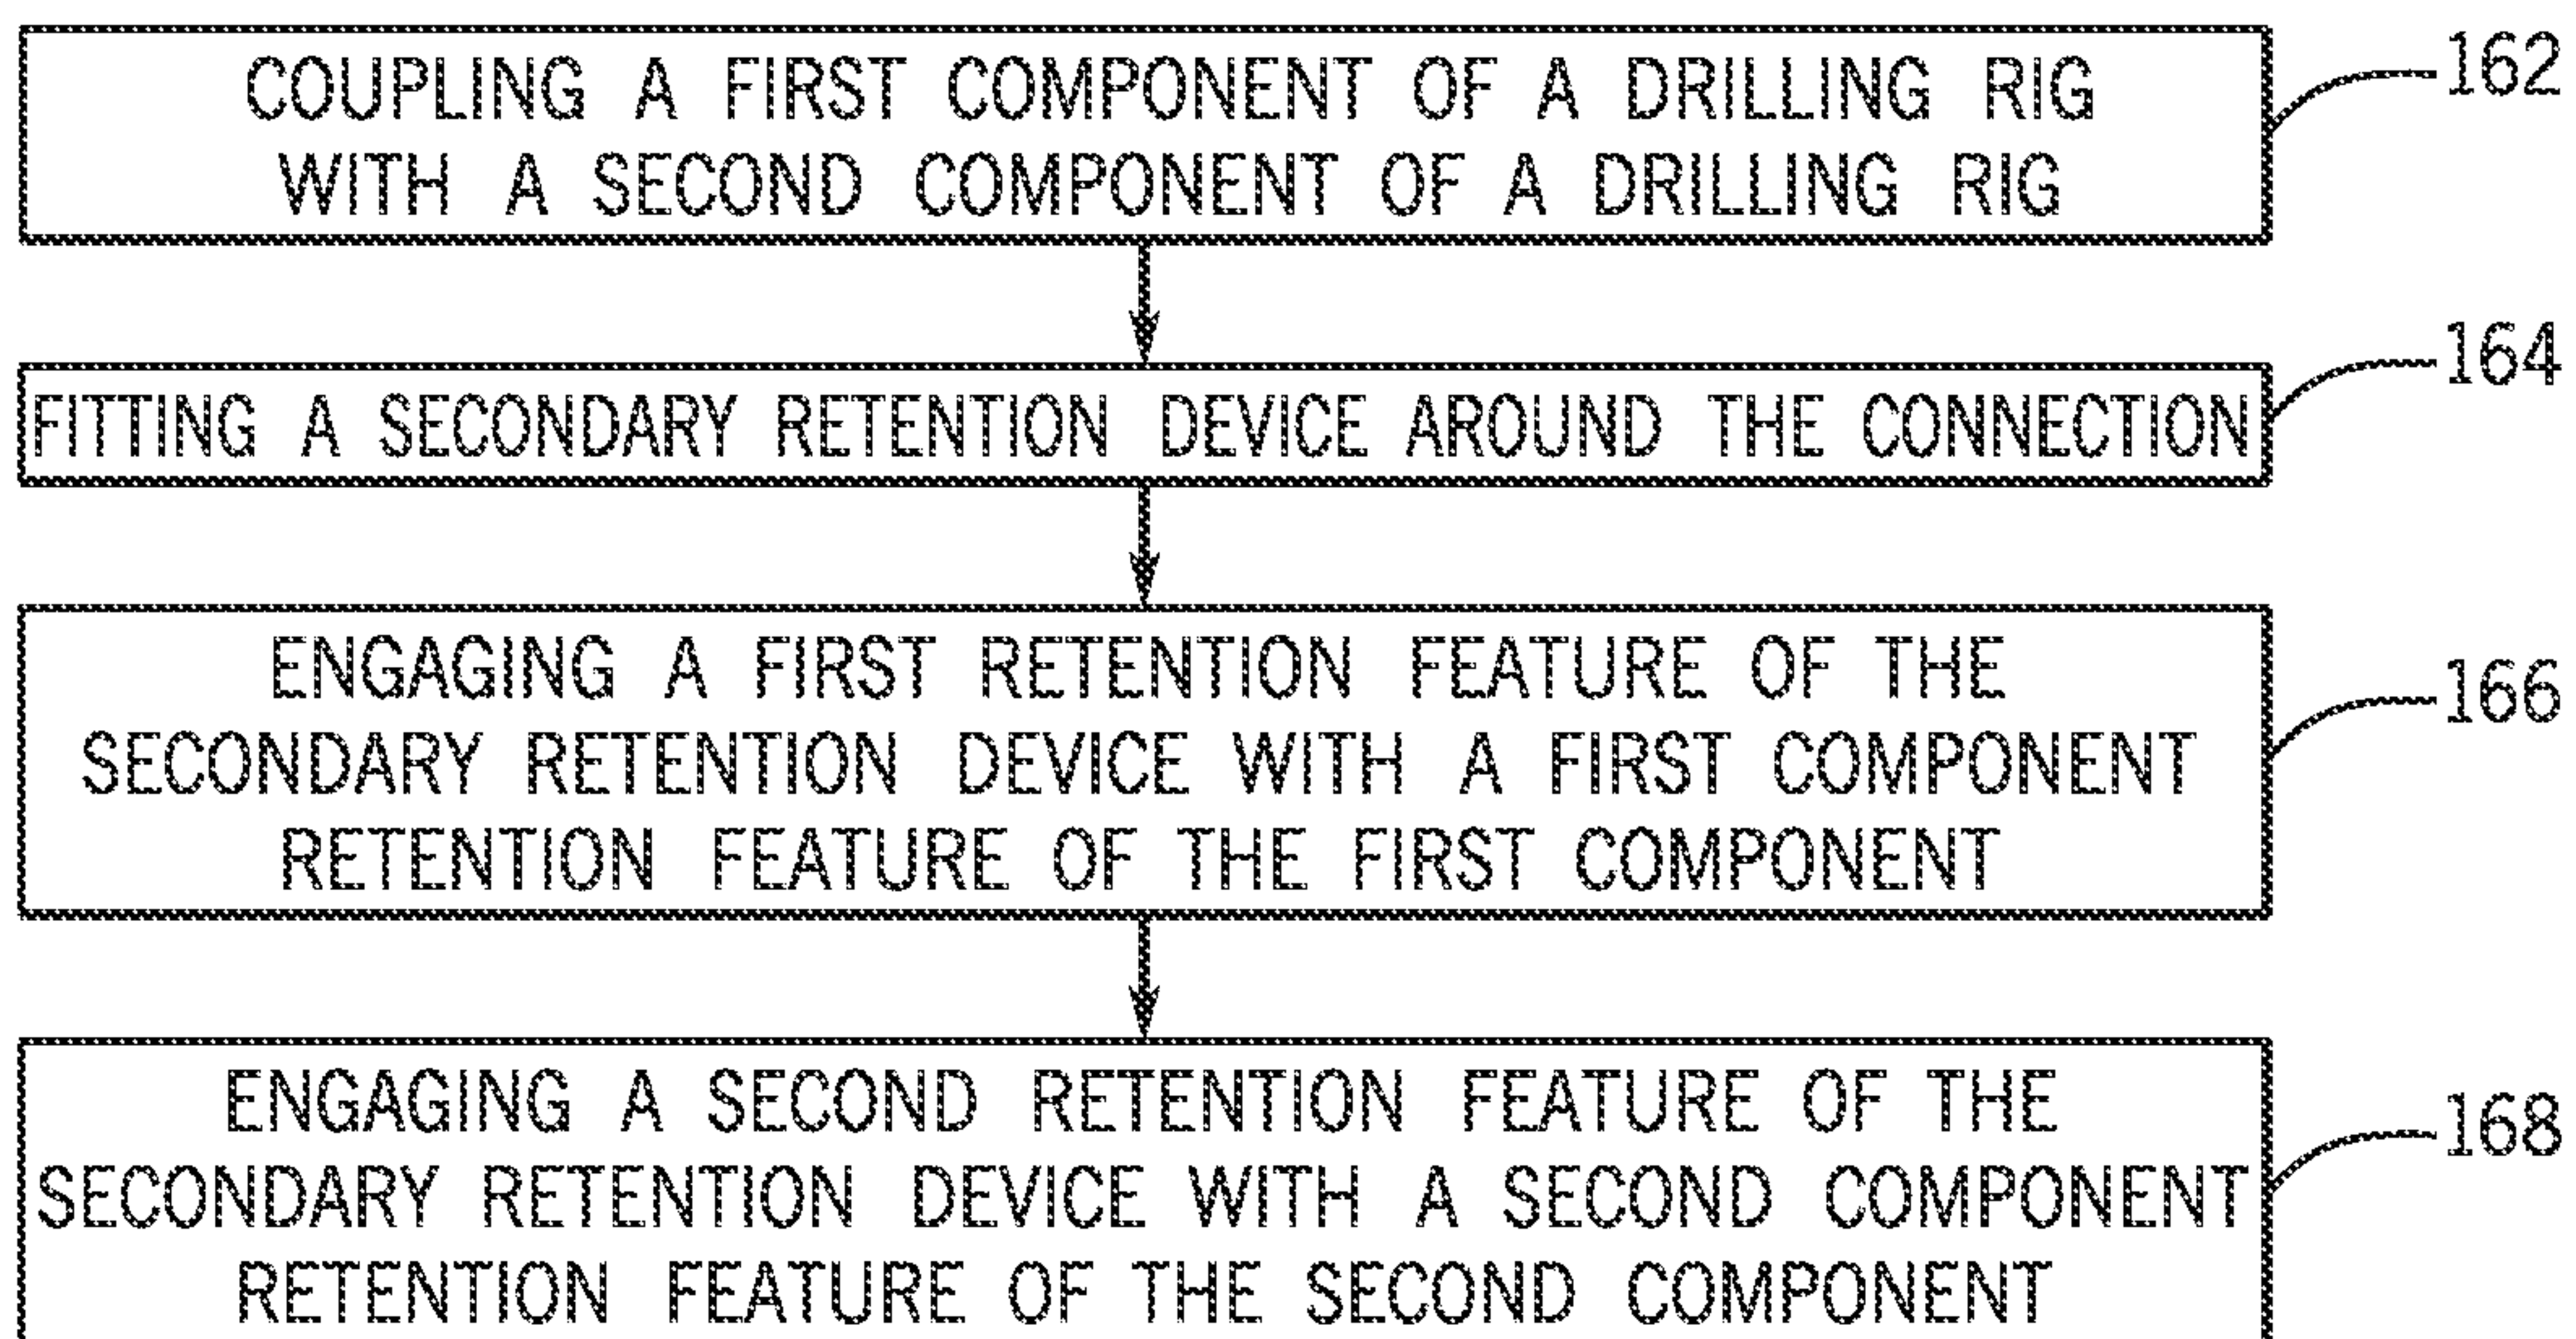 COUPLING A FIRST COMPONENT OF A DRILLING RIG
WITH A SECOND COMPONENT OF A DRILLING RIG
162
FITTING A SECONDARY RETENTION DEVICE AROUND THE CONNECTION
164
ENGAGING A FIRST RETENTION FEATURE OF THE
SECONDARY RETENTION DEVICE WITH A FIRST COMPONENT
RETENTION FEATURE OF THE FIRST COMPONENT
166
ENGAGING A SECOND RETENTION FEATURE OF THE
SECONDARY RETENTION DEVICE WITH A SECOND COMPONENT
RETENTION FEATURE OF THE SECOND COMPONENT
168